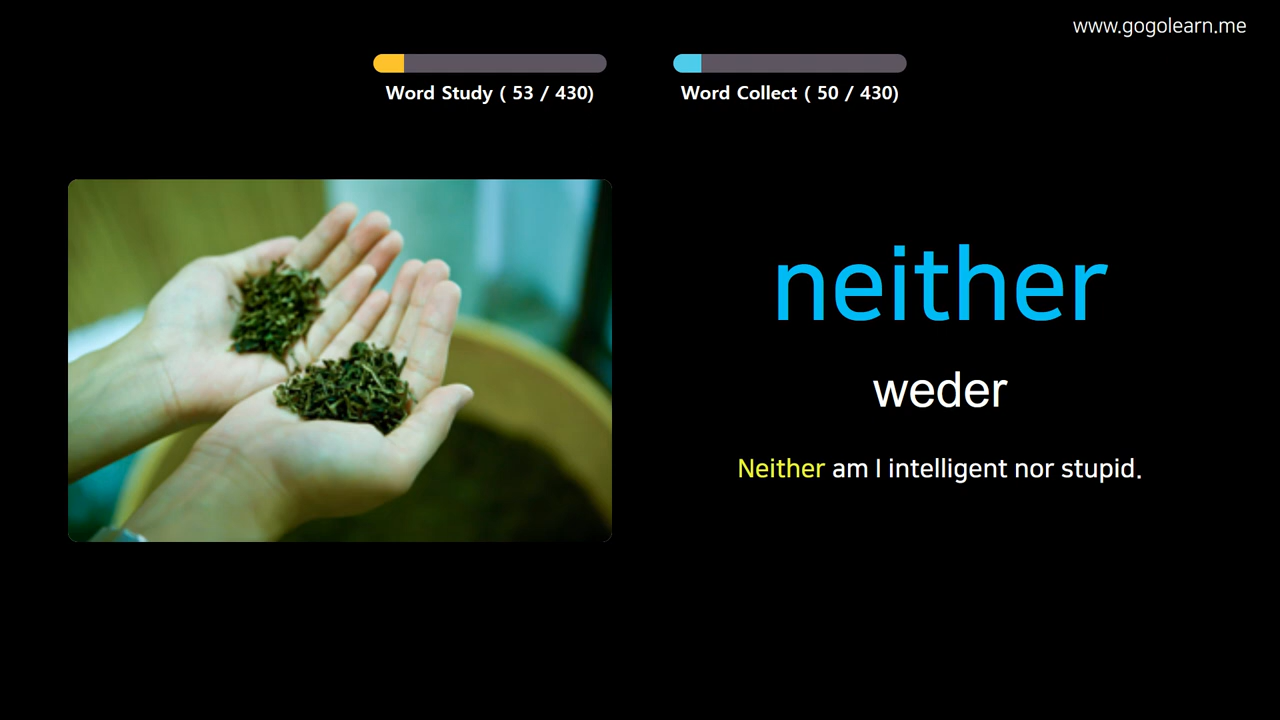 www.gogolearn.me
Word Study ( 53 / 430)
Word Collect ( 50 / 430)
neither
weder
Neither am I intelligent nor stupid.